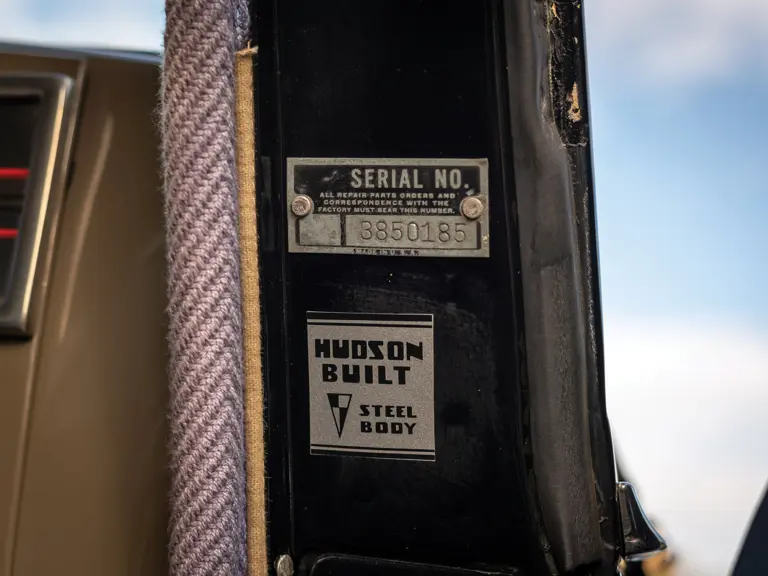 SERIAL NO.
ALL REPAIR PARTS ORDERS AND
CORRESPONDENCE WITH THE
FACTORY MUST BEAR THIS NUMBER.
3850185
HUDSON
BUILT
STEEL
BODY